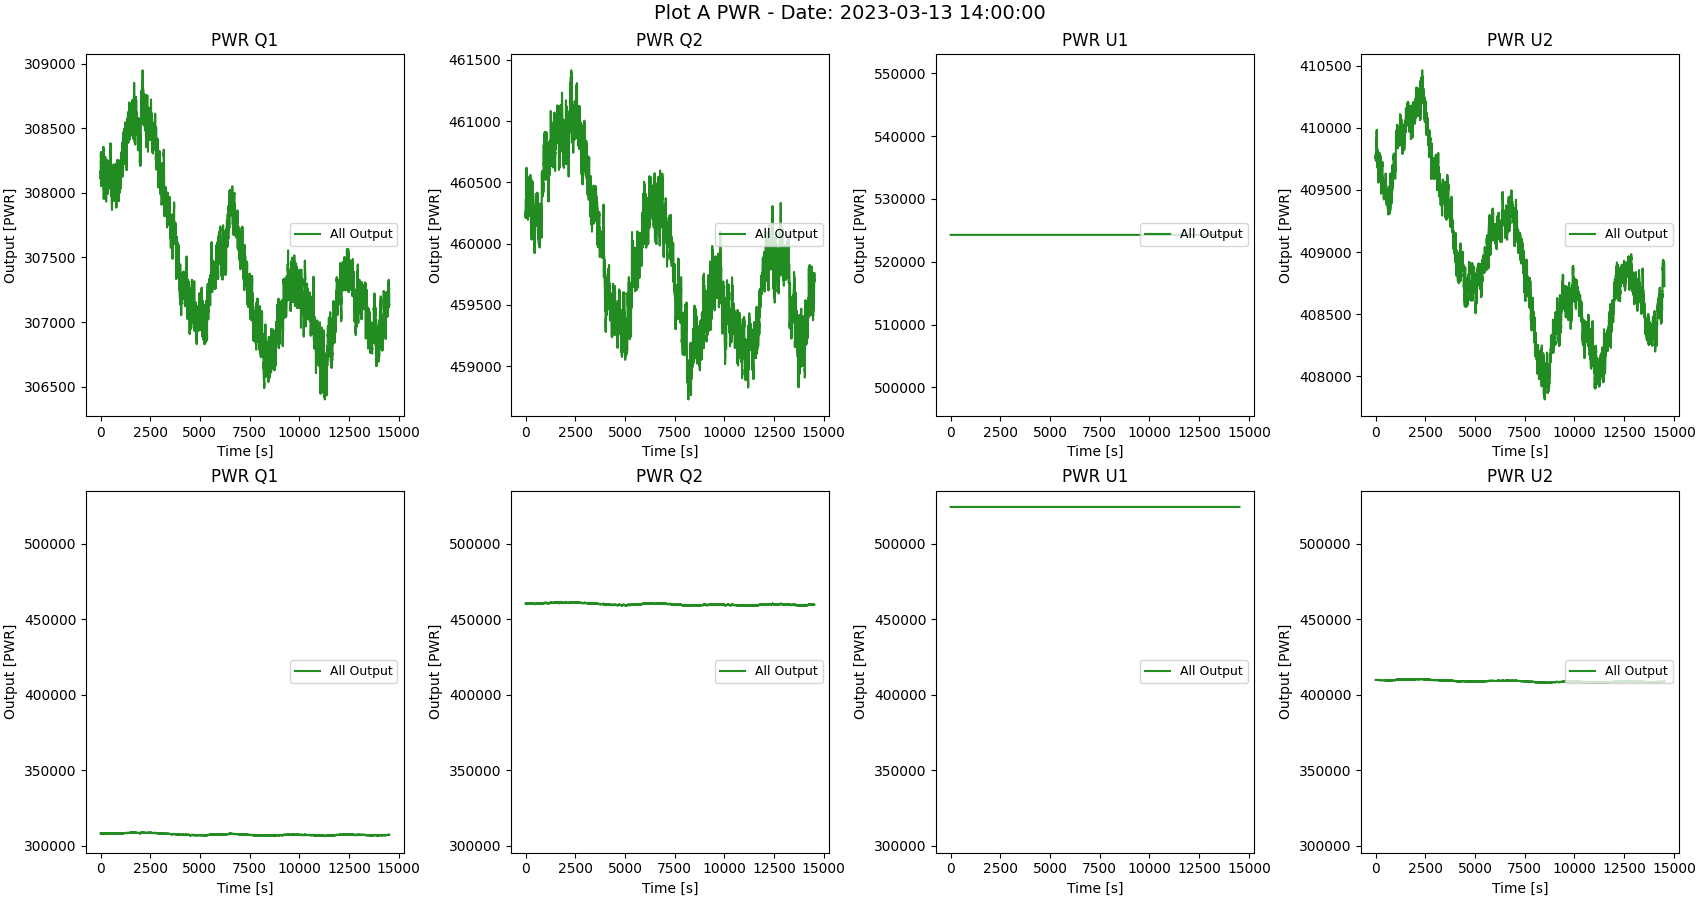 Plot A PWR - Date: 2023-03-13 14:00:00
PWR Q1
Output [PWR]
309000
308500
308000
307500
307000
306500
All Output
0 2500 5000 7500 10000 12500 15000
Time [s]
PWR Q2
Output [PWR]
461500
461000
460500
460000
459500
459000
All Output
0 2500 5000 7500 10000 12500 15000
Time [s]
PWR U1
Output [PWR]
550000
540000
530000
520000
510000
500000
All Output
0 2500 5000 7500 10000 12500 15000
Time [s]
PWR U2
Output [PWR]
410500
410000
409500
409000
408500
408000
All Output
0 2500 5000 7500 10000 12500 15000
Time [s]
PWR Q1
Output [PWR]
500000
450000
400000
350000
300000
All Output
0 2500 5000 7500 10000 12500 15000
Time [s]
PWR Q2
Output [PWR]
500000
450000
400000
350000
300000
All Output
0 2500 5000 7500 10000 12500 15000
Time [s]
PWR U1
Output [PWR]
500000
450000
400000
350000
300000
All Output
0 2500 5000 7500 10000 12500 15000
Time [s]
PWR U2
Output [PWR]
500000
450000
400000
350000
300000
All Output
0 2500 5000 7500 10000 12500 15000
Time [s]